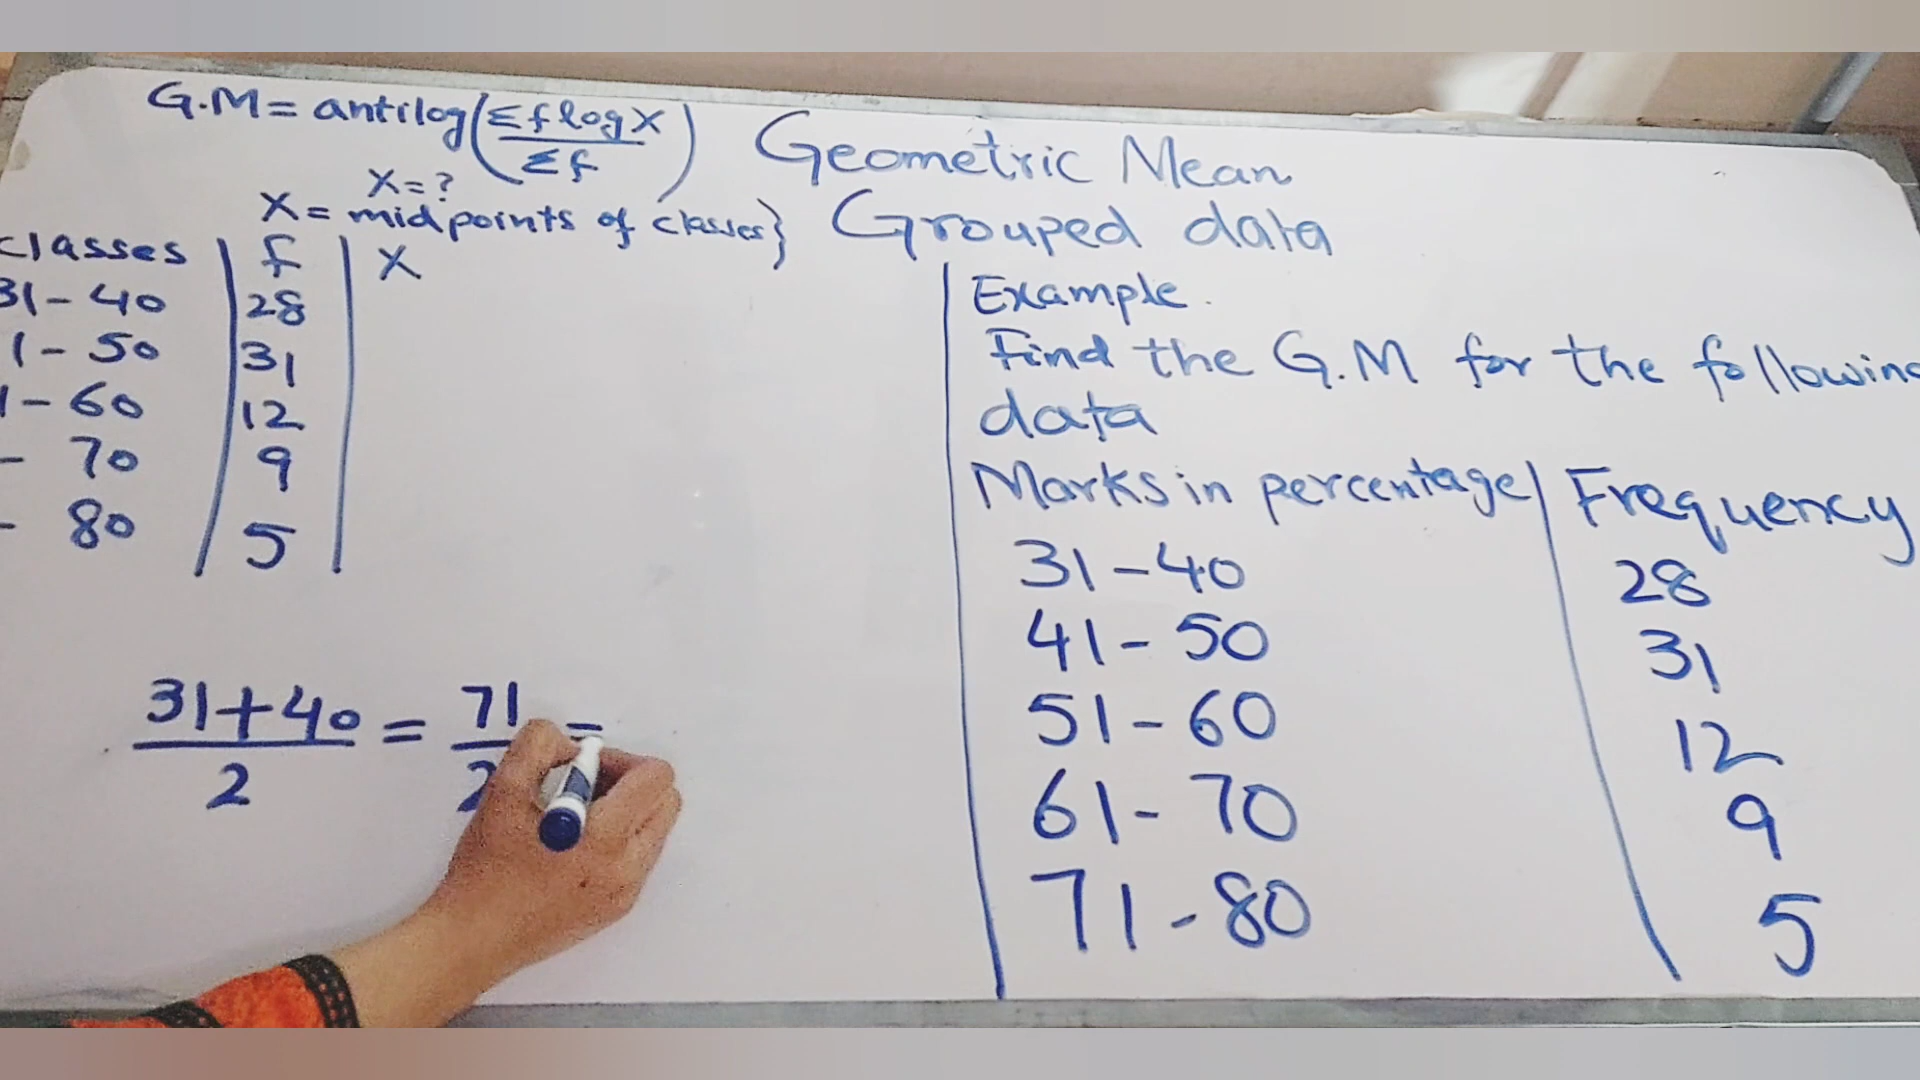 G.M = antilog(Σ f log X / Σ f)
Geometric Mean
X = ?
X = midpoints of classes}
Grouped data
classes | f | X
31 - 40 | 28
1 - 50 | 31
1 - 60 | 12
- 70 | 9
- 80 | 5
31 + 40 / 2 = 71 / 2 =
Example.
Find the G.M for the following
data
Marks in percentage | Frequency
31 - 40 28
41 - 50 31
51 - 60 12
61 - 70 9
71 - 80 5